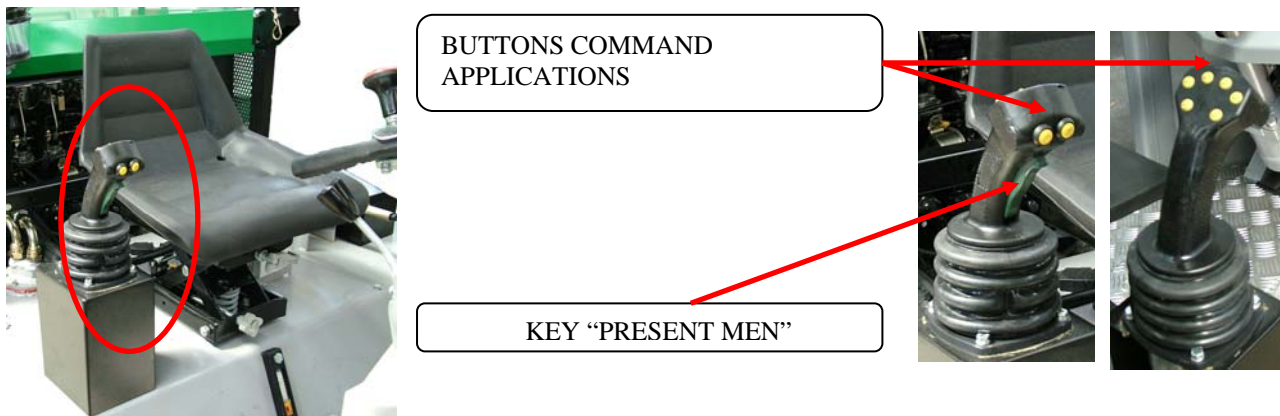 BUTTONS COMMAND
APPLICATIONS
KEY “PRESENT MEN”